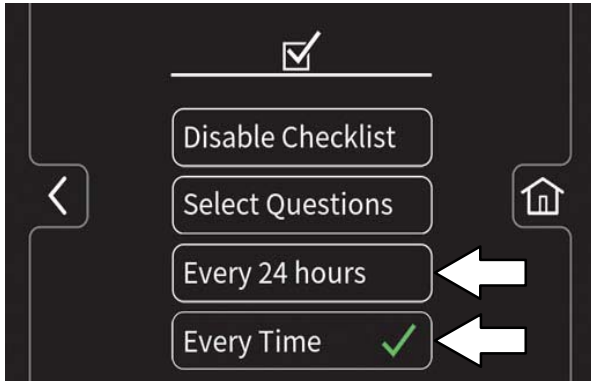 Disable Checklist
Select Questions
Every 24 hours
Every Time